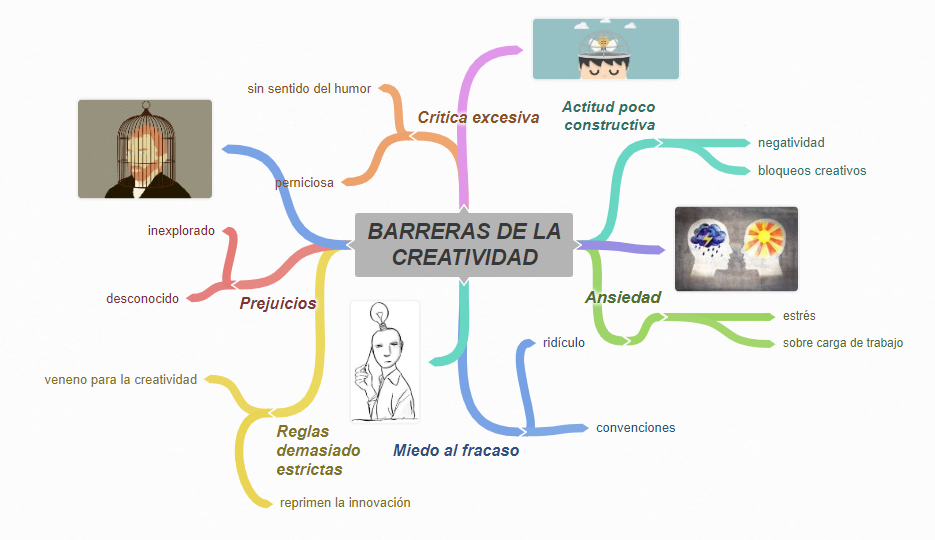 BARRERAS DE LA
CREATIVIDAD
Crítica excesiva
sin sentido del humor
perniciosa
Actitud poco
constructiva
negatividad
bloqueos creativos
Ansiedad
estrés
sobre carga de trabajo
Miedo al fracaso
ridículo
convenciones
Reglas
demasiado
estrictas
veneno para la creatividad
reprimen la innovación
Prejuicios
inexplorado
desconocido